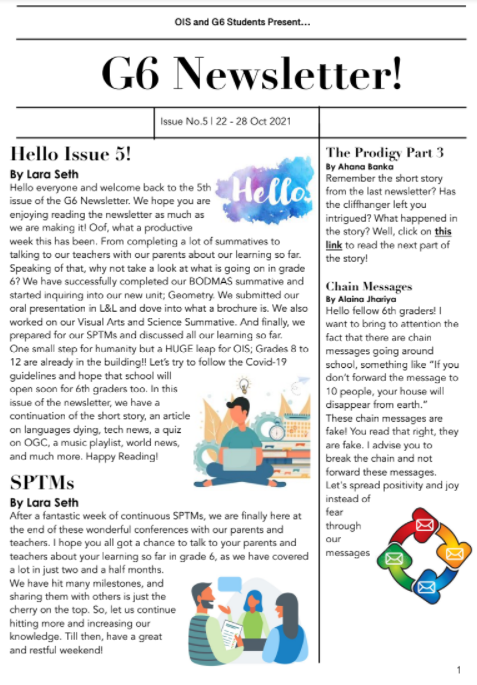 OIS and G6 Students Present...
G6 Newsletter!
Issue No.5 | 22 - 28 Oct 2021
Hello Issue 5!
By Lara Seth
Hello everyone and welcome back to the 5th
issue of the G6 Newsletter. We hope you are
enjoying reading the newsletter as much as
we are making it! Oof, what a productive
week this has been. From completing a lot of summatives to
talking to our teachers with our parents about our learning so far.
Speaking of that, why not take a look at what is going on in grade
6? We have successfully completed our BODMAS summative and
started inquiring into our new unit; Geometry. We submitted our
oral presentation in L&L and dove into what a brochure is. We also
worked on our Visual Arts and Science Summative. And finally, we
prepared for our SPTMs and discussed all our learning so far.
One small step for humanity but a HUGE leap for OIS; Grades 8 to
12 are already in the building!! Let's try to follow the Covid-19
guidelines and hope that school will
open soon for 6th graders too. In this
issue of the newsletter, we have a
continuation of the short story, an article
on languages dying, tech news, a quiz
on OGC, a music playlist, world news,
and much more. Happy Reading!
Hello
SPTMs
By Lara Seth
After a fantastic week of continuous SPTMs, we are finally here at
the end of these wonderful conferences with our parents and
teachers. I hope you all got a chance to talk to your parents and
teachers about your learning so far in grade 6, as we have covered
a lot in just two and a half months.
We have hit many milestones, and
sharing them with others is just the
cherry on the top. So, let us continue
hitting more and increasing our
knowledge. Till then, have a great
and restful weekend!
The Prodigy Part 3
By Ahana Banka
Remember the short story
from the last newsletter? Has
the cliffhanger left you
intrigued? What happened in
the story? Well, click on this
link to read the next part of
the story!
Chain Messages
By Alaina Jhariya
Hello fellow 6th graders! I
want to bring to attention the
fact that there are chain
messages going around
school, something like "If you
don't forward the message to
10 people, your house will
disappear from earth."
These chain messages are
fake! You read that right, they
are fake. I advise you to
break the chain and not
forward these messages.
Let's spread positivity and joy
instead of
fear
through
our
messages
1